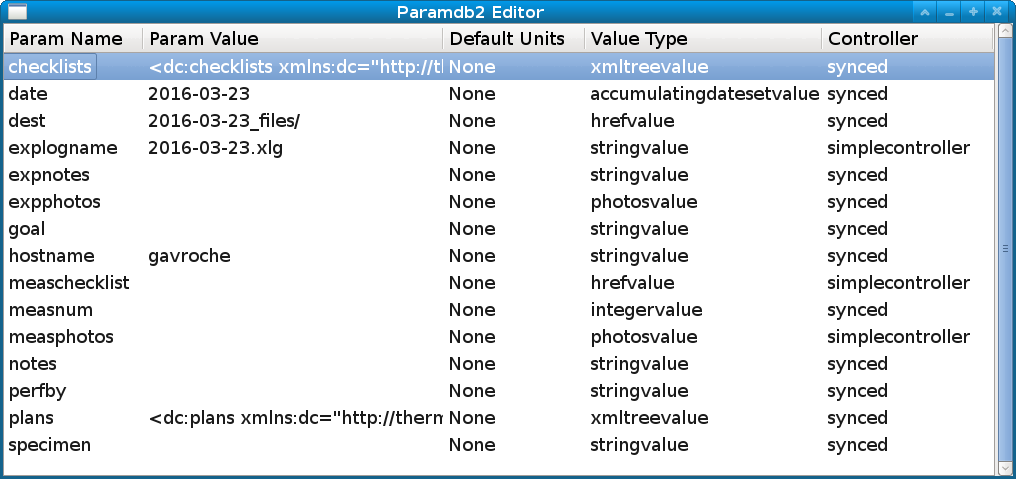 Paramdb2 Editor
Param Name Param Value Default Units Value Type Controller
checklists <dc:checklists xmlns:dc="http://tl None xmltreevalue synced
date 2016-03-23 None accumulatingdatesetvalue synced
dest 2016-03-23_files/ None hrefvalue synced
explogname 2016-03-23.xlg None stringvalue simplecontroller
expnotes None stringvalue synced
expphotos None photosvalue synced
goal None stringvalue synced
hostname gavroche None stringvalue synced
measchecklist None hrefvalue simplecontroller
measnum None integervalue synced
measphotos None photosvalue simplecontroller
notes None stringvalue synced
perfby None stringvalue synced
plans <dc:plans xmlns:dc="http://therm None xmltreevalue synced
specimen None stringvalue synced